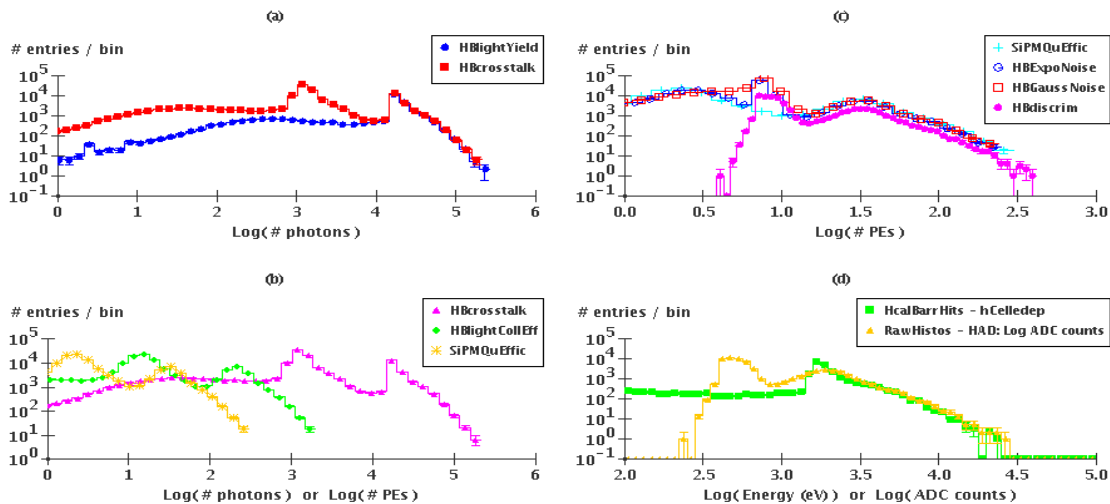 (a)
# entries / bin
HBlightYield
HBcrosstalk
10^5
10^4
10^3
10^2
10^1
10^0
10^-1
0 1 2 3 4 5 6
Log(# photons)
(c)
# entries / bin
SiPMQuEffic
HBExpoNoise
HBGaussNoise
HBdiscrim
10^5
10^4
10^3
10^2
10^1
10^0
10^-1
0.0 0.5 1.0 1.5 2.0 2.5 3.0
Log(# PEs)
(b)
# entries / bin
HBcrosstalk
HBlightCollEff
SiPMQuEffic
10^5
10^4
10^3
10^2
10^1
10^0
0 1 2 3 4 5 6
Log(# photons) or Log(# PEs)
(d)
# entries / bin
HcalBarrHits - hCelledep
RawHistos - HAD: Log ADC counts
10^5
10^4
10^3
10^2
10^1
10^0
10^-1
2.0 2.5 3.0 3.5 4.0 4.5 5.0
Log(Energy (eV)) or Log(ADC counts)